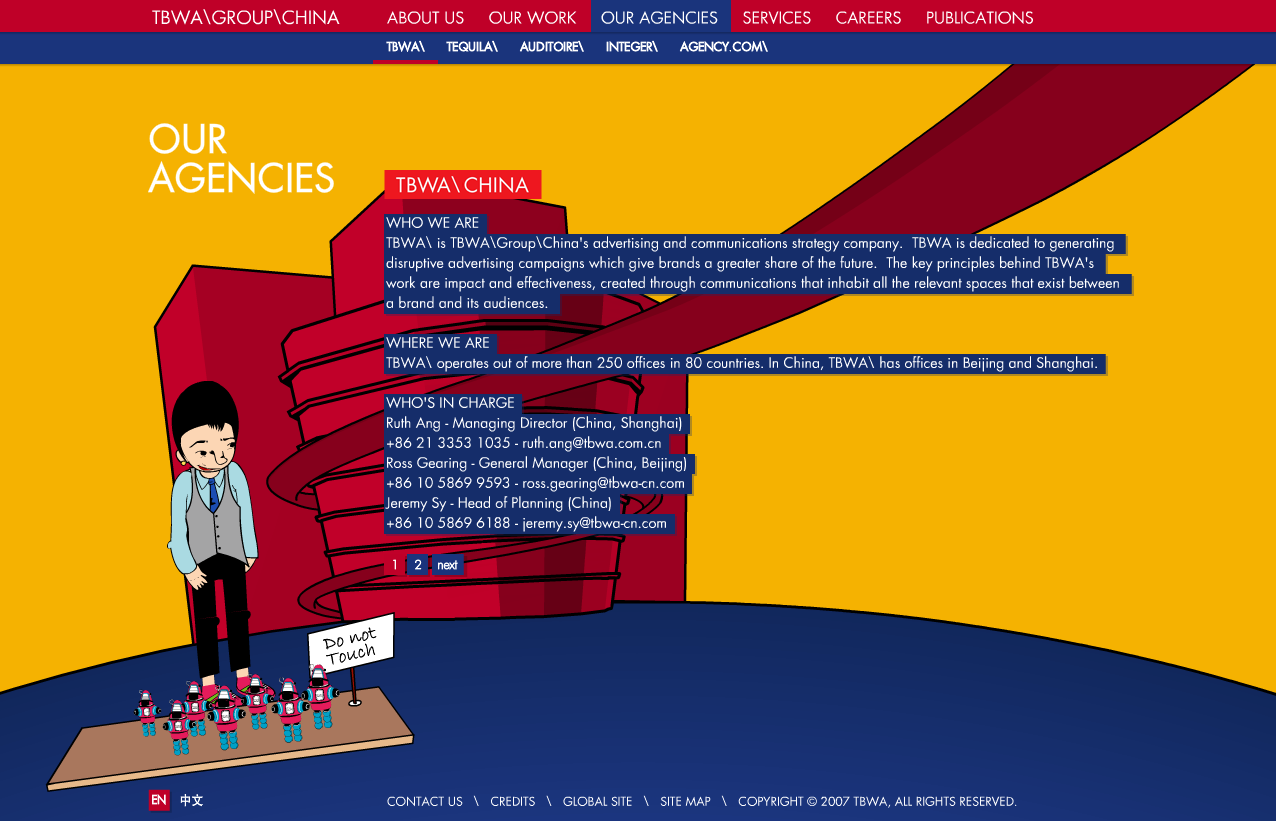 TBWA\GROUP\CHINA
ABOUT US OUR WORK OUR AGENCIES SERVICES CAREERS PUBLICATIONS
TBWA\ TEQUILA\ AUDITOIRE\ INTEGER\ AGENCY.COM\
OUR
AGENCIES
TBWA\ CHINA
WHO WE ARE
TBWA\ is TBWA\Group\China's advertising and communications strategy company. TBWA is dedicated to generating
disruptive advertising campaigns which give brands a greater share of the future. The key principles behind TBWA's
work are impact and effectiveness, created through communications that inhabit all the relevant spaces that exist between
a brand and its audiences.
WHERE WE ARE
TBWA\ operates out of more than 250 offices in 80 countries. In China, TBWA\ has offices in Beijing and Shanghai.
WHO'S IN CHARGE
Ruth Ang - Managing Director (China, Shanghai)
+86 21 3353 1035 - ruth.ang@tbwa.com.cn
Ross Gearing - General Manager (China, Beijing)
+86 10 5869 9593 - ross.gearing@tbwa-cn.com
Jeremy Sy - Head of Planning (China)
+86 10 5869 6188 - jeremy.sy@tbwa-cn.com
1 2 next
Do not
Touch
EN 中文
CONTACT US \ CREDITS \ GLOBAL SITE \ SITE MAP \ COPYRIGHT © 2007 TBWA, ALL RIGHTS RESERVED.